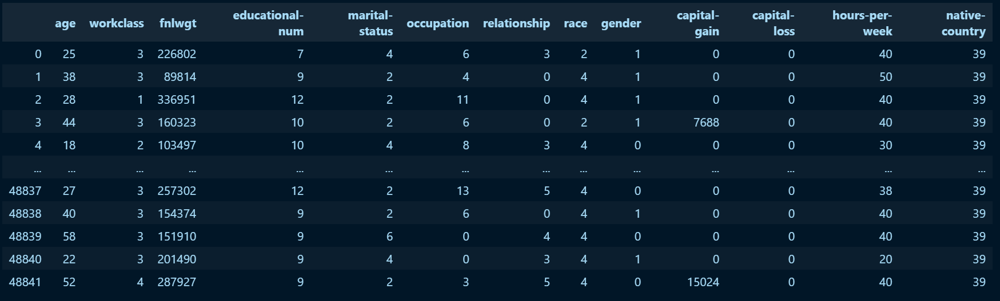 age workclass fnlwgt educational-num marital-status occupation relationship race gender capital-gain capital-loss hours-per-week native-country
0 25 3 226802 7 4 6 3 2 1 0 0 40 39
1 38 3 89814 9 2 4 0 4 1 0 0 50 39
2 28 1 336951 12 2 11 0 4 1 0 0 40 39
3 44 3 160323 10 2 6 0 2 1 7688 0 40 39
4 18 2 103497 10 4 8 3 4 0 0 0 30 39
... ... ... ... ... ... ... ... ... ... ... ... ... ...
48837 27 3 257302 12 2 13 5 4 0 0 0 38 39
48838 40 3 154374 9 2 6 0 4 1 0 0 40 39
48839 58 3 151910 9 6 0 4 4 0 0 0 40 39
48840 22 3 201490 9 4 0 3 4 1 0 0 20 39
48841 52 4 287927 9 2 3 5 4 0 15024 0 40 39